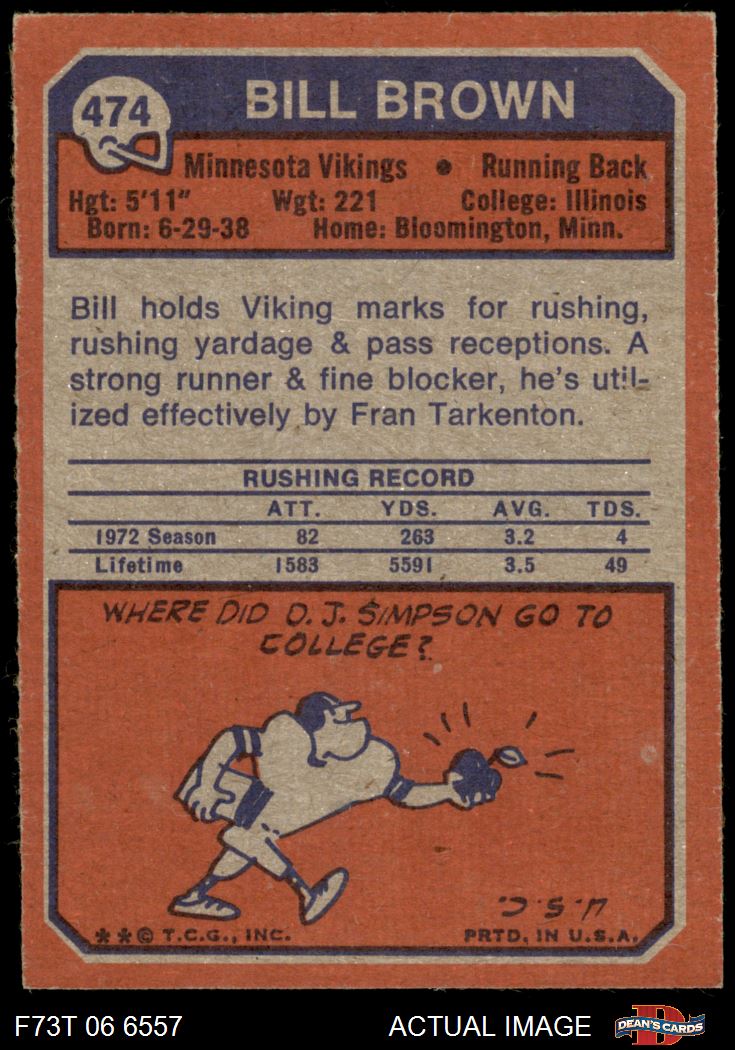 474
BILL BROWN
Minnesota Vikings • Running Back
Hgt: 5'11" Wgt: 221 College: Illinois
Born: 6-29-38 Home: Bloomington, Minn.
Bill holds Viking marks for rushing,
rushing yardage & pass receptions. A
strong runner & fine blocker, he's util-
ized effectively by Fran Tarkenton.
RUSHING RECORD
ATT. YDS. AVG. TDS.
1972 Season 82 263 3.2 4
Lifetime 1583 5591 3.5 49
WHERE DID O.J. SIMPSON GO TO
COLLEGE?
U.S.C.
**© T.C.G., INC. PRTD. IN U.S.A.
F73T 06 6557 ACTUAL IMAGE D DEAN'S CARDS